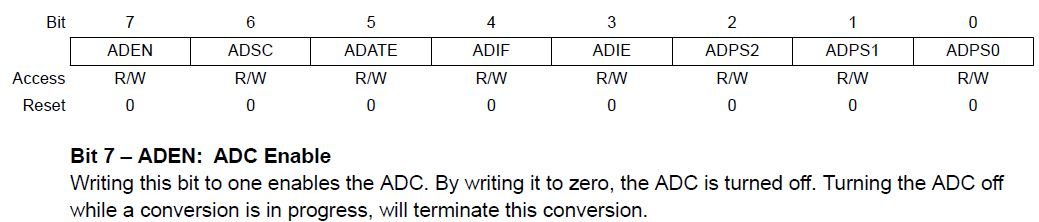 Bit 7 6 5 4 3 2 1 0
ADEN ADSC ADATE ADIF ADIE ADPS2 ADPS1 ADPS0
Access R/W R/W R/W R/W R/W R/W R/W R/W
Reset 0 0 0 0 0 0 0 0
Bit 7 – ADEN: ADC Enable
Writing this bit to one enables the ADC. By writing it to zero, the ADC is turned off. Turning the ADC off
while a conversion is in progress, will terminate this conversion.